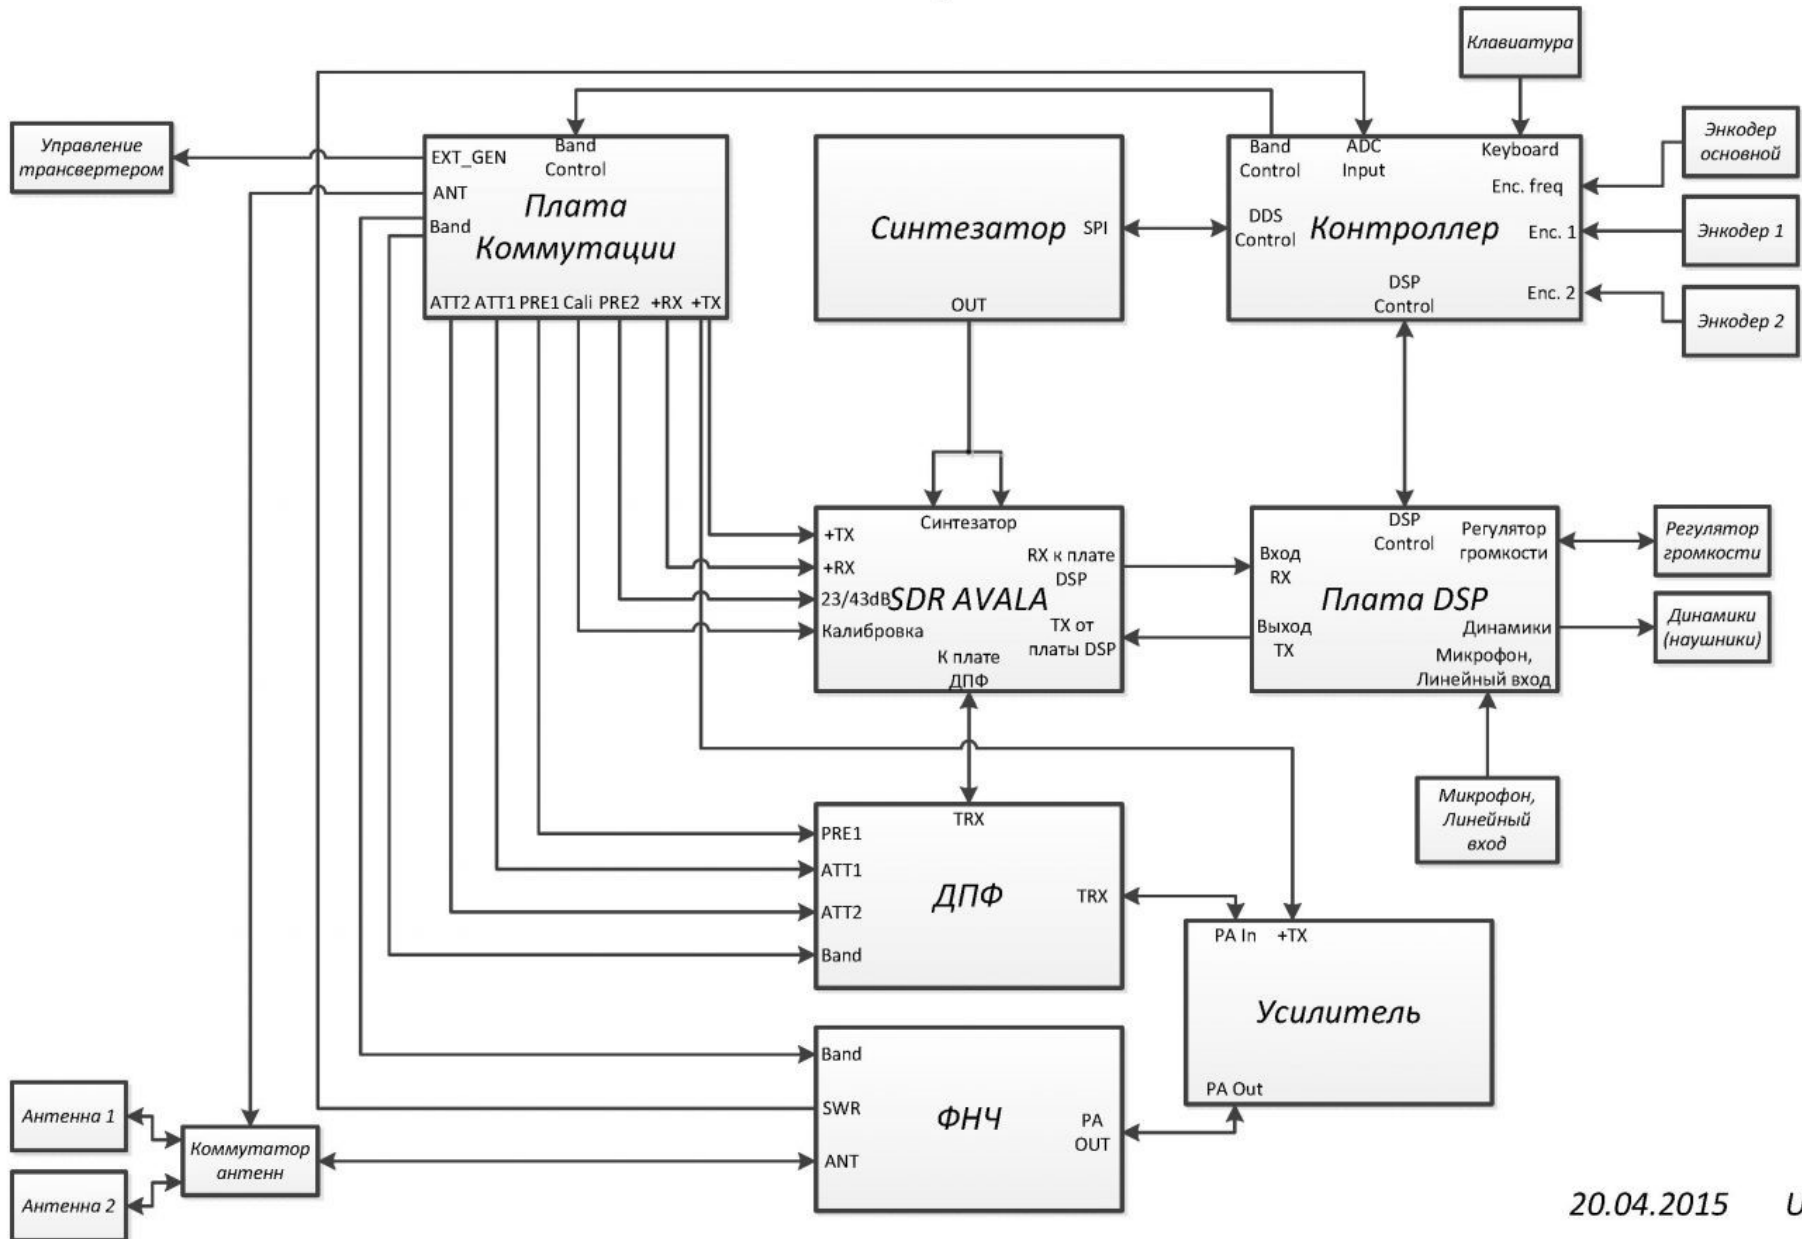 Клавиатура
Управление
трансвертером
EXT_GEN
ANT
Band
Band
Control
Плата
Коммутации
ATT2 ATT1 PRE1 Cali PRE2 +RX +TX
Синтезатор
SPI
OUT
Band
Control
ADC
Input
Keyboard
Enc. freq
DDS
Control
Контроллер
Enc. 1
DSP
Control
Enc. 2
Энкодер
основной
Энкодер 1
Энкодер 2
Синтезатор
+TX
+RX
23/43dB
Калибровка
SDR AVALA
RX к плате
DSP
TX от
платы DSP
К плате
ДПФ
DSP
Control
Вход
RX
Регулятор
громкости
Плата DSP
Выход
TX
Динамики
Микрофон,
Линейный вход
Регулятор
громкости
Динамики
(наушники)
Микрофон,
Линейный
вход
TRX
PRE1
ATT1
ATT2
Band
ДПФ
TRX
PA In
+TX
Усилитель
PA Out
Band
SWR
ANT
ФНЧ
PA
OUT
Антенна 1
Антенна 2
Коммутатор
антенн
20.04.2015 U